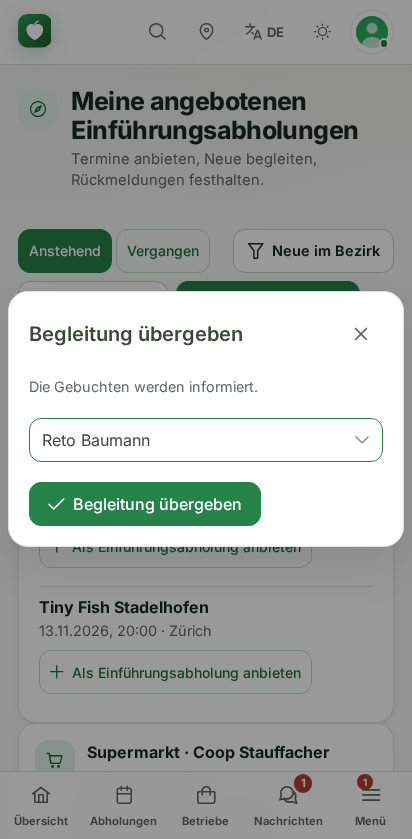 DE
Meine angebotenen
Einführungsabholungen
Termine anbieten, Neue begleiten,
Rückmeldungen festhalten.
Anstehend
Vergangen
Neue im Bezirk
Begleitung übergeben
Die Gebuchten werden informiert.
Reto Baumann
Begleitung übergeben
Als Einführungsabholung anbieten
Tiny Fish Stadelhofen
13.11.2026, 20:00 · Zürich
Als Einführungsabholung anbieten
Supermarkt · Coop Stauffacher
1
1
Übersicht
Abholungen
Betriebe
Nachrichten
Menü